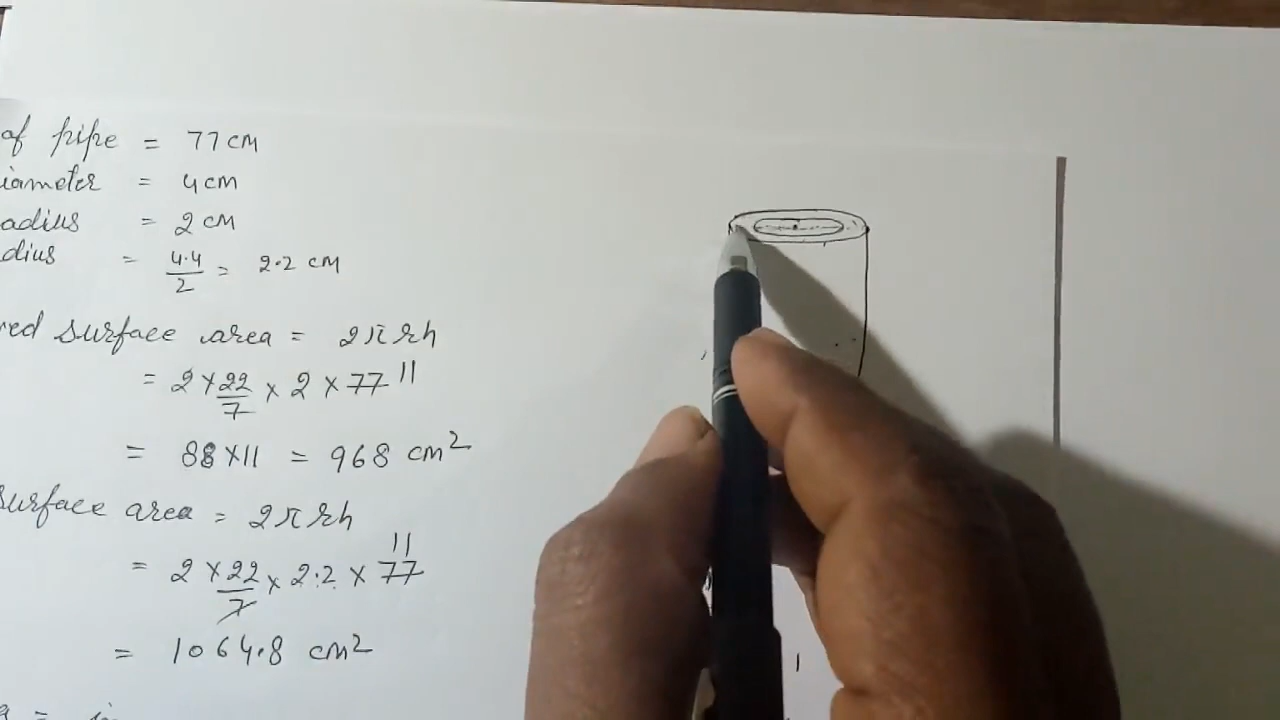 of pipe = 77 cm
iameter = 4 cm
adius = 2 cm
dius = 4.4/2 = 2.2 cm
red surface area = 2πrh
= 2 × 22/7 × 2 × 77 11
= 88 × 11 = 968 cm²
surface area = 2πrh
= 2 × 22/7 × 2.2 × 77 11
= 1064.8 cm²